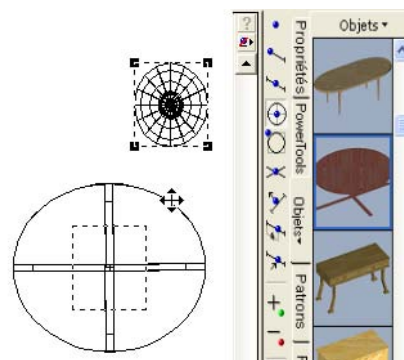 ?
Objets ▾
Propriétés
PowerTools
Objets▾
Patrons